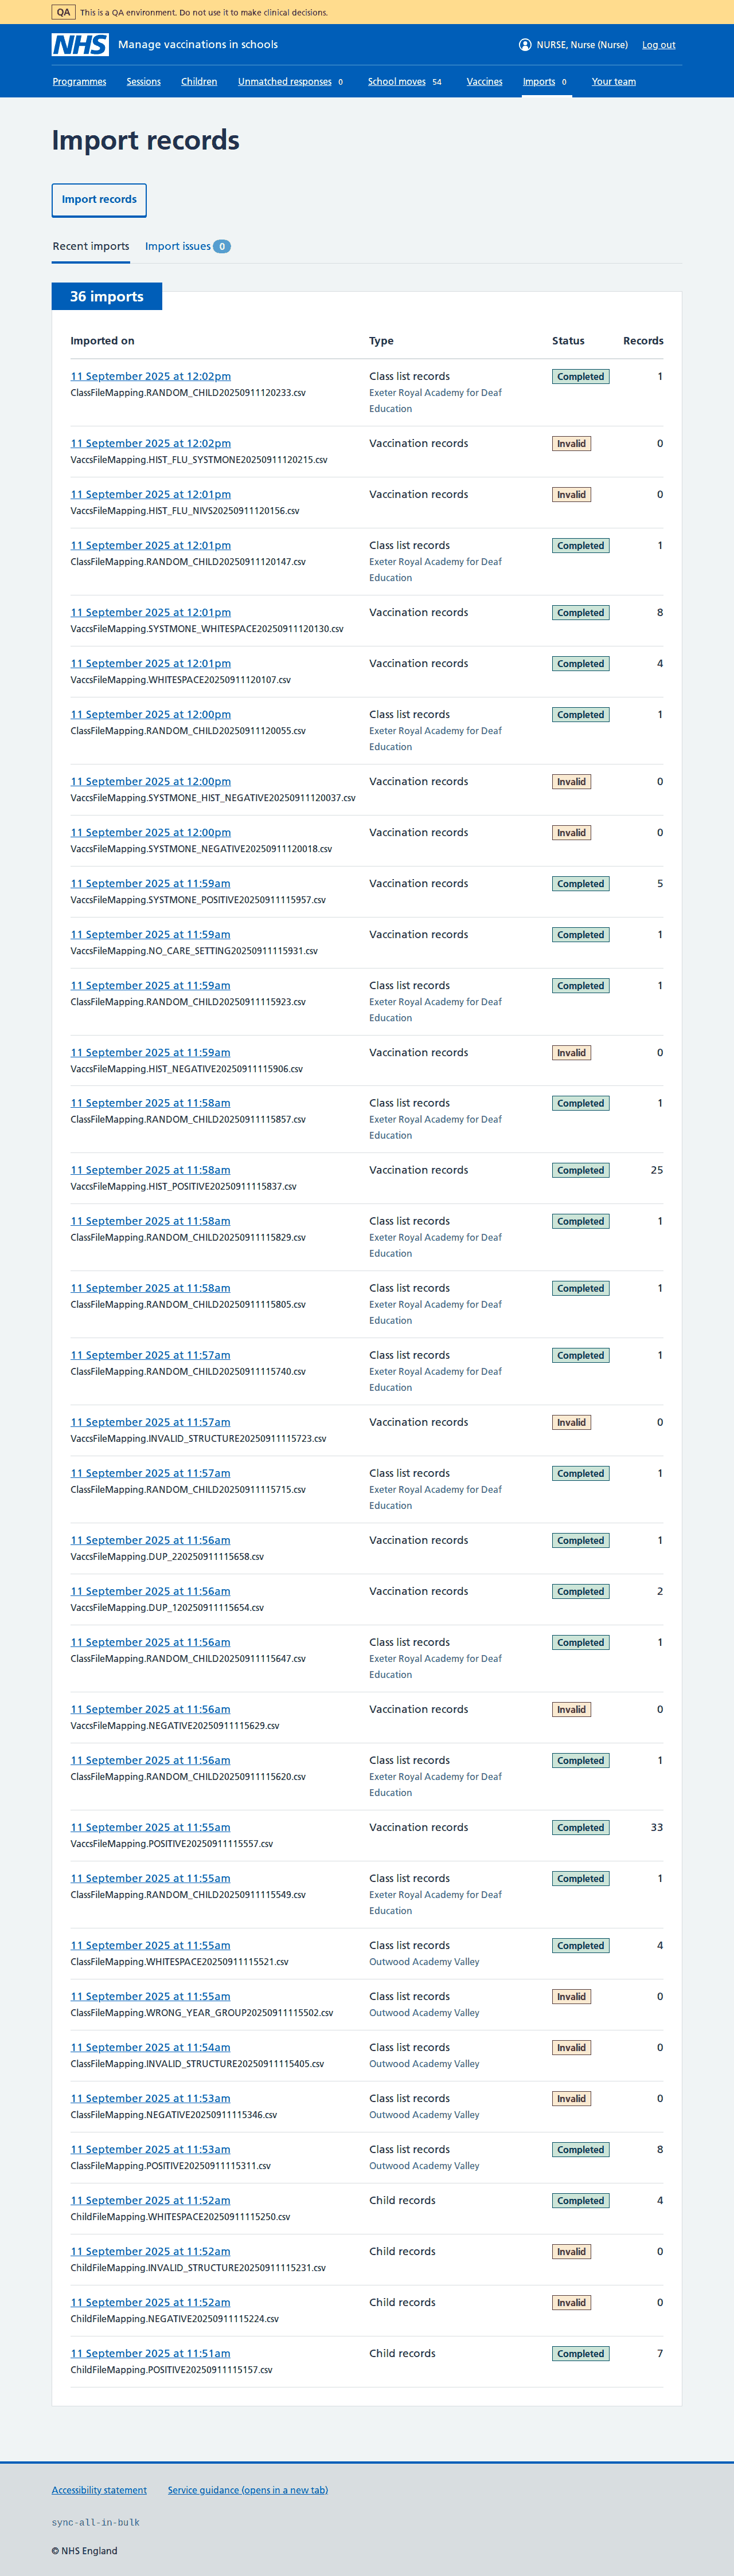 QA This is a QA environment. Do not use it to make clinical decisions.
NHS Manage vaccinations in schools NURSE, Nurse (Nurse) Log out
Programmes Sessions Children Unmatched responses 0 School moves 54 Vaccines Imports 0 Your team
Import records
Import records
Recent imports Import issues 0
36 imports
Imported on Type Status Records
11 September 2025 at 12:02pm Class list records Completed 1
ClassFileMapping.RANDOM_CHILD20250911120233.csv Exeter Royal Academy for Deaf
Education
11 September 2025 at 12:02pm Vaccination records Invalid 0
VaccsFileMapping.HIST_FLU_SYSTMONE20250911120215.csv
11 September 2025 at 12:01pm Vaccination records Invalid 0
VaccsFileMapping.HIST_FLU_NIVS20250911120156.csv
11 September 2025 at 12:01pm Class list records Completed 1
ClassFileMapping.RANDOM_CHILD20250911120147.csv Exeter Royal Academy for Deaf
Education
11 September 2025 at 12:01pm Vaccination records Completed 8
VaccsFileMapping.SYSTMONE_WHITESPACE20250911120130.csv
11 September 2025 at 12:01pm Vaccination records Completed 4
VaccsFileMapping.WHITESPACE20250911120107.csv
11 September 2025 at 12:00pm Class list records Completed 1
ClassFileMapping.RANDOM_CHILD20250911120055.csv Exeter Royal Academy for Deaf
Education
11 September 2025 at 12:00pm Vaccination records Invalid 0
VaccsFileMapping.SYSTMONE_HIST_NEGATIVE20250911120037.csv
11 September 2025 at 12:00pm Vaccination records Invalid 0
VaccsFileMapping.SYSTMONE_NEGATIVE20250911120018.csv
11 September 2025 at 11:59am Vaccination records Completed 5
VaccsFileMapping.SYSTMONE_POSITIVE20250911115957.csv
11 September 2025 at 11:59am Vaccination records Completed 1
VaccsFileMapping.NO_CARE_SETTING20250911115931.csv
11 September 2025 at 11:59am Class list records Completed 1
ClassFileMapping.RANDOM_CHILD20250911115923.csv Exeter Royal Academy for Deaf
Education
11 September 2025 at 11:59am Vaccination records Invalid 0
VaccsFileMapping.HIST_NEGATIVE20250911115906.csv
11 September 2025 at 11:58am Class list records Completed 1
ClassFileMapping.RANDOM_CHILD20250911115857.csv Exeter Royal Academy for Deaf
Education
11 September 2025 at 11:58am Vaccination records Completed 25
VaccsFileMapping.HIST_POSITIVE20250911115837.csv
11 September 2025 at 11:58am Class list records Completed 1
ClassFileMapping.RANDOM_CHILD20250911115829.csv Exeter Royal Academy for Deaf
Education
11 September 2025 at 11:58am Class list records Completed 1
ClassFileMapping.RANDOM_CHILD20250911115805.csv Exeter Royal Academy for Deaf
Education
11 September 2025 at 11:57am Class list records Completed 1
ClassFileMapping.RANDOM_CHILD20250911115740.csv Exeter Royal Academy for Deaf
Education
11 September 2025 at 11:57am Vaccination records Invalid 0
VaccsFileMapping.INVALID_STRUCTURE20250911115723.csv
11 September 2025 at 11:57am Class list records Completed 1
ClassFileMapping.RANDOM_CHILD20250911115715.csv Exeter Royal Academy for Deaf
Education
11 September 2025 at 11:56am Vaccination records Completed 1
VaccsFileMapping.DUP_220250911115658.csv
11 September 2025 at 11:56am Vaccination records Completed 2
VaccsFileMapping.DUP_120250911115654.csv
11 September 2025 at 11:56am Class list records Completed 1
ClassFileMapping.RANDOM_CHILD20250911115647.csv Exeter Royal Academy for Deaf
Education
11 September 2025 at 11:56am Vaccination records Invalid 0
VaccsFileMapping.NEGATIVE20250911115629.csv
11 September 2025 at 11:56am Class list records Completed 1
ClassFileMapping.RANDOM_CHILD20250911115620.csv Exeter Royal Academy for Deaf
Education
11 September 2025 at 11:55am Vaccination records Completed 33
VaccsFileMapping.POSITIVE20250911115557.csv
11 September 2025 at 11:55am Class list records Completed 1
ClassFileMapping.RANDOM_CHILD20250911115549.csv Exeter Royal Academy for Deaf
Education
11 September 2025 at 11:55am Class list records Completed 4
ClassFileMapping.WHITESPACE20250911115521.csv Outwood Academy Valley
11 September 2025 at 11:55am Class list records Invalid 0
ClassFileMapping.WRONG_YEAR_GROUP20250911115502.csv Outwood Academy Valley
11 September 2025 at 11:54am Class list records Invalid 0
ClassFileMapping.INVALID_STRUCTURE20250911115405.csv Outwood Academy Valley
11 September 2025 at 11:53am Class list records Invalid 0
ClassFileMapping.NEGATIVE20250911115346.csv Outwood Academy Valley
11 September 2025 at 11:53am Class list records Completed 8
ClassFileMapping.POSITIVE20250911115311.csv Outwood Academy Valley
11 September 2025 at 11:52am Child records Completed 4
ChildFileMapping.WHITESPACE20250911115250.csv
11 September 2025 at 11:52am Child records Invalid 0
ChildFileMapping.INVALID_STRUCTURE20250911115231.csv
11 September 2025 at 11:52am Child records Invalid 0
ChildFileMapping.NEGATIVE20250911115224.csv
11 September 2025 at 11:51am Child records Completed 7
ChildFileMapping.POSITIVE20250911115157.csv
Accessibility statement Service guidance (opens in a new tab)
sync-all-in-bulk
© NHS England